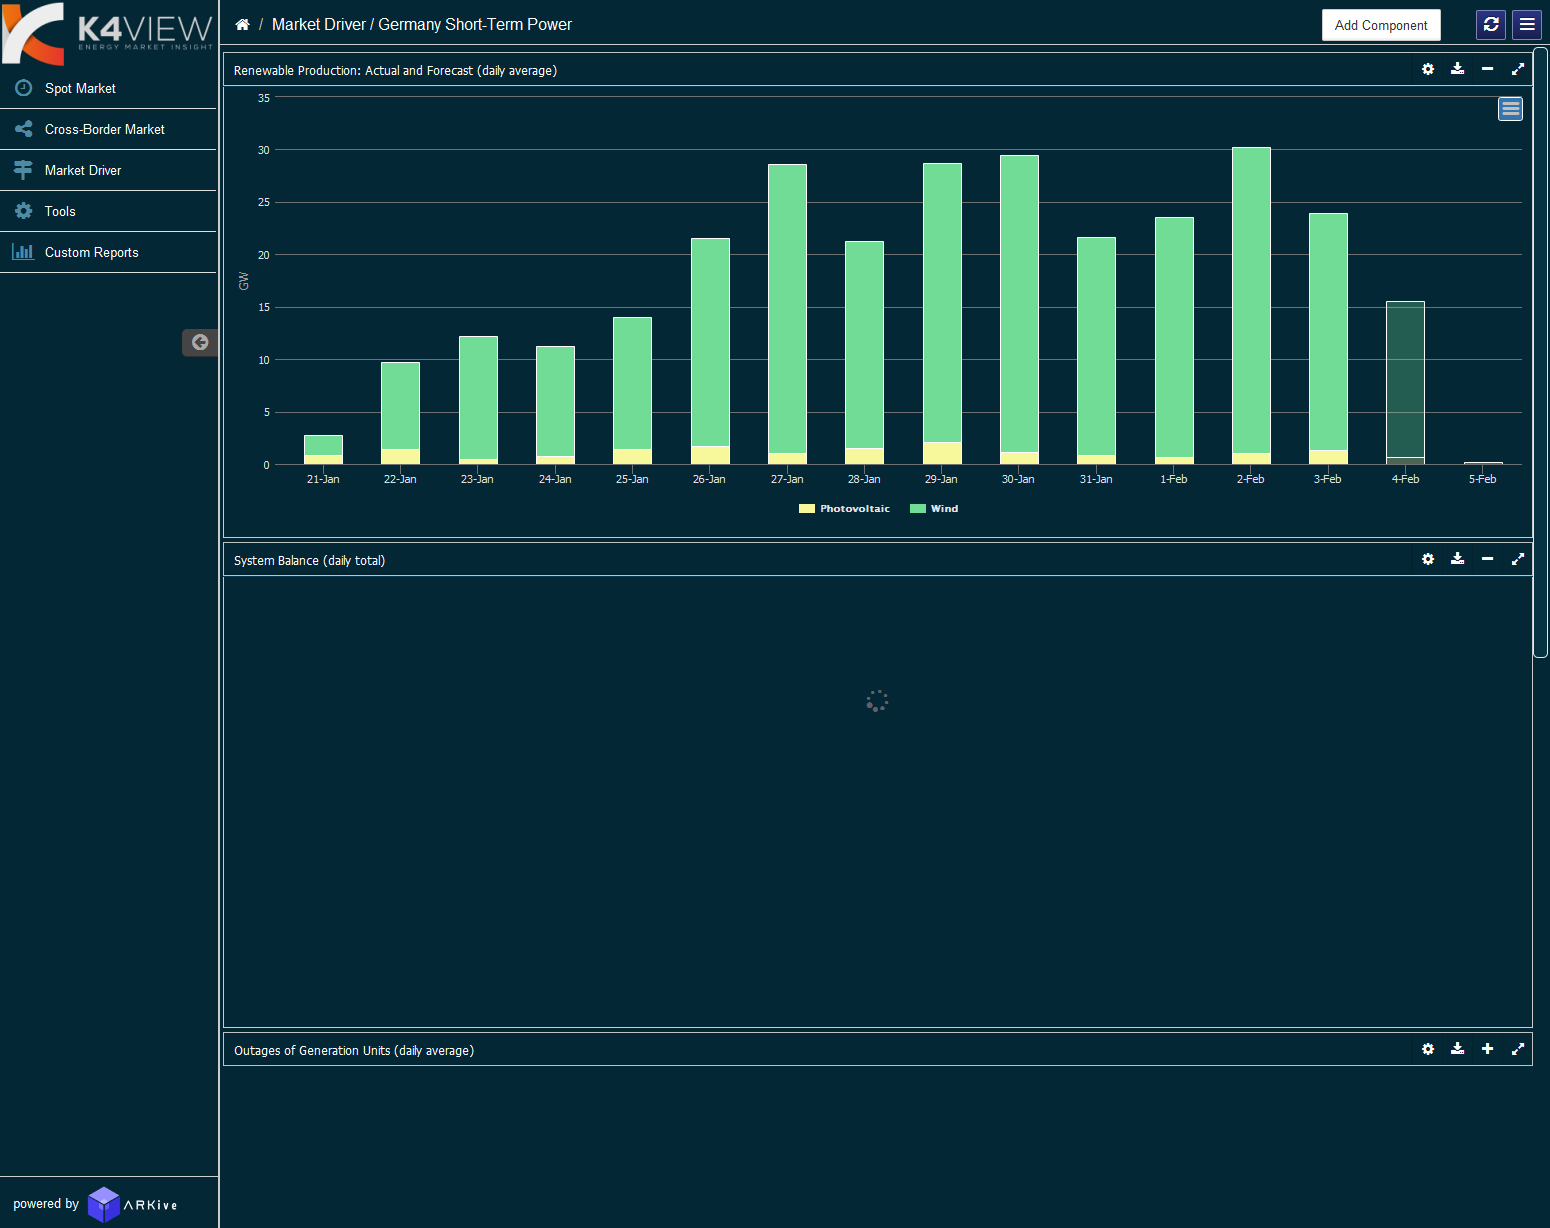 K4VIEW
ENERGY MARKET INSIGHT
/ Market Driver / Germany Short-Term Power
Add Component
Spot Market
Cross-Border Market
Market Driver
Tools
Custom Reports
Renewable Production: Actual and Forecast (daily average)
35
30
25
20
15
10
5
0
GW
21-Jan 22-Jan 23-Jan 24-Jan 25-Jan 26-Jan 27-Jan 28-Jan 29-Jan 30-Jan 31-Jan 1-Feb 2-Feb 3-Feb 4-Feb 5-Feb
Photovoltaic Wind
System Balance (daily total)
Outages of Generation Units (daily average)
powered by ARKive